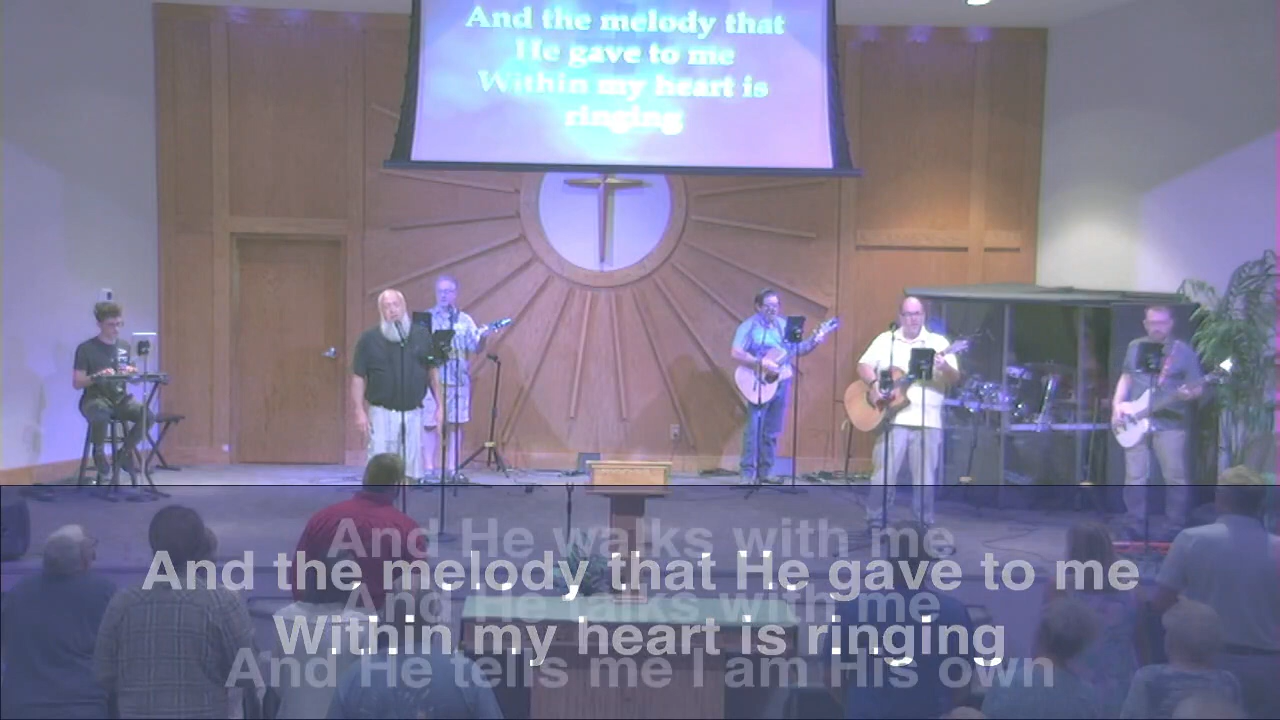 And the melody that
He gave to me
Within my heart is
ringing
And He walks with me
And the melody that He gave to me
And He talks with me
Within my heart is ringing
And He tells me I am His own